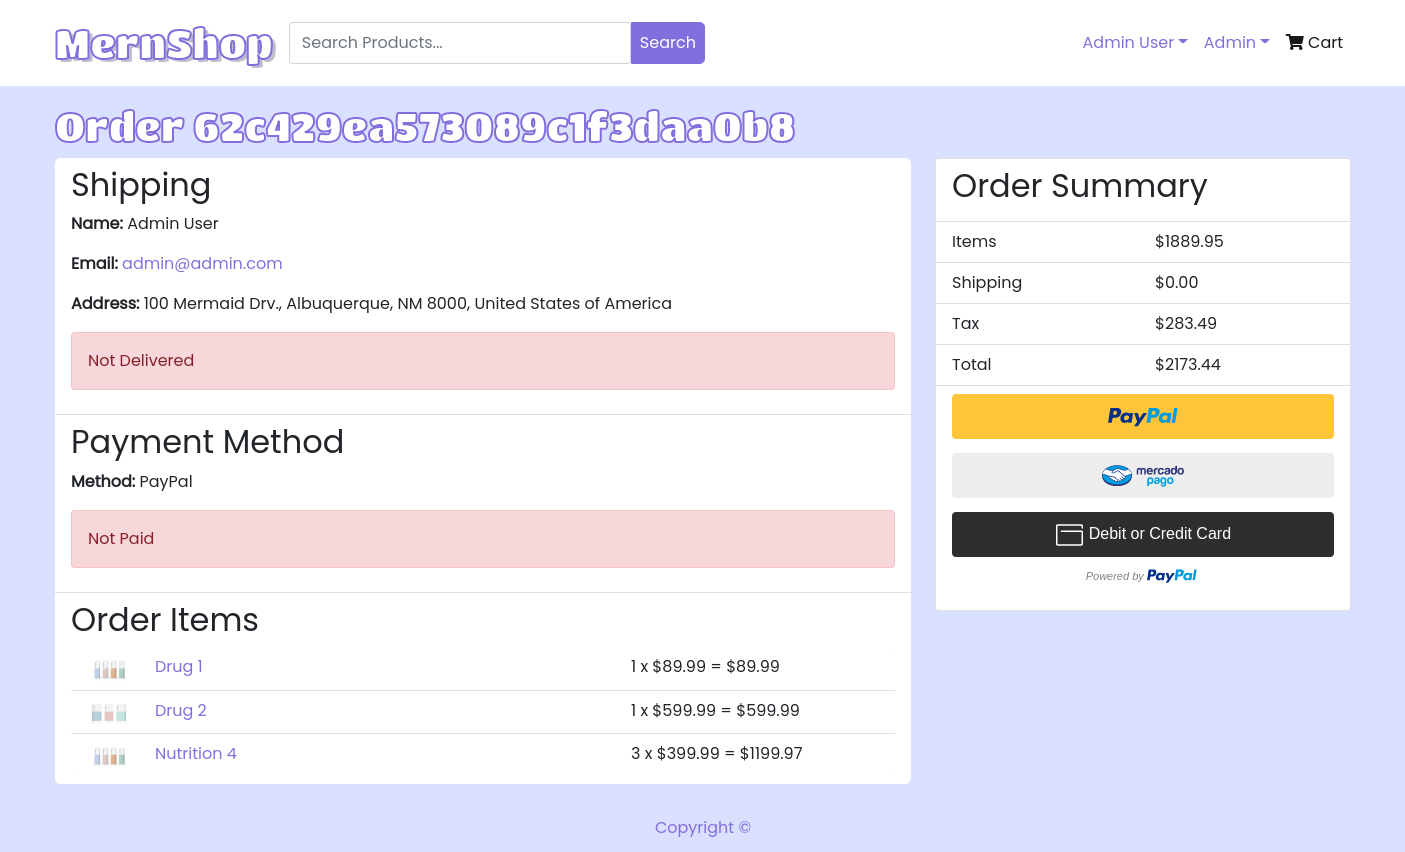 MernShop
Search Products...
Search
Admin User
Admin
Cart
Order 62c429ea573089c1f3daa0b8
Shipping
Name: Admin User
Email: admin@admin.com
Address: 100 Mermaid Drv., Albuquerque, NM 8000, United States of America
Not Delivered
Payment Method
Method: PayPal
Not Paid
Order Items
Drug 1 1 x $89.99 = $89.99
Drug 2 1 x $599.99 = $599.99
Nutrition 4 3 x $399.99 = $1199.97
Order Summary
Items $1889.95
Shipping $0.00
Tax $283.49
Total $2173.44
PayPal
mercado
pago
Debit or Credit Card
Powered by PayPal
Copyright ©